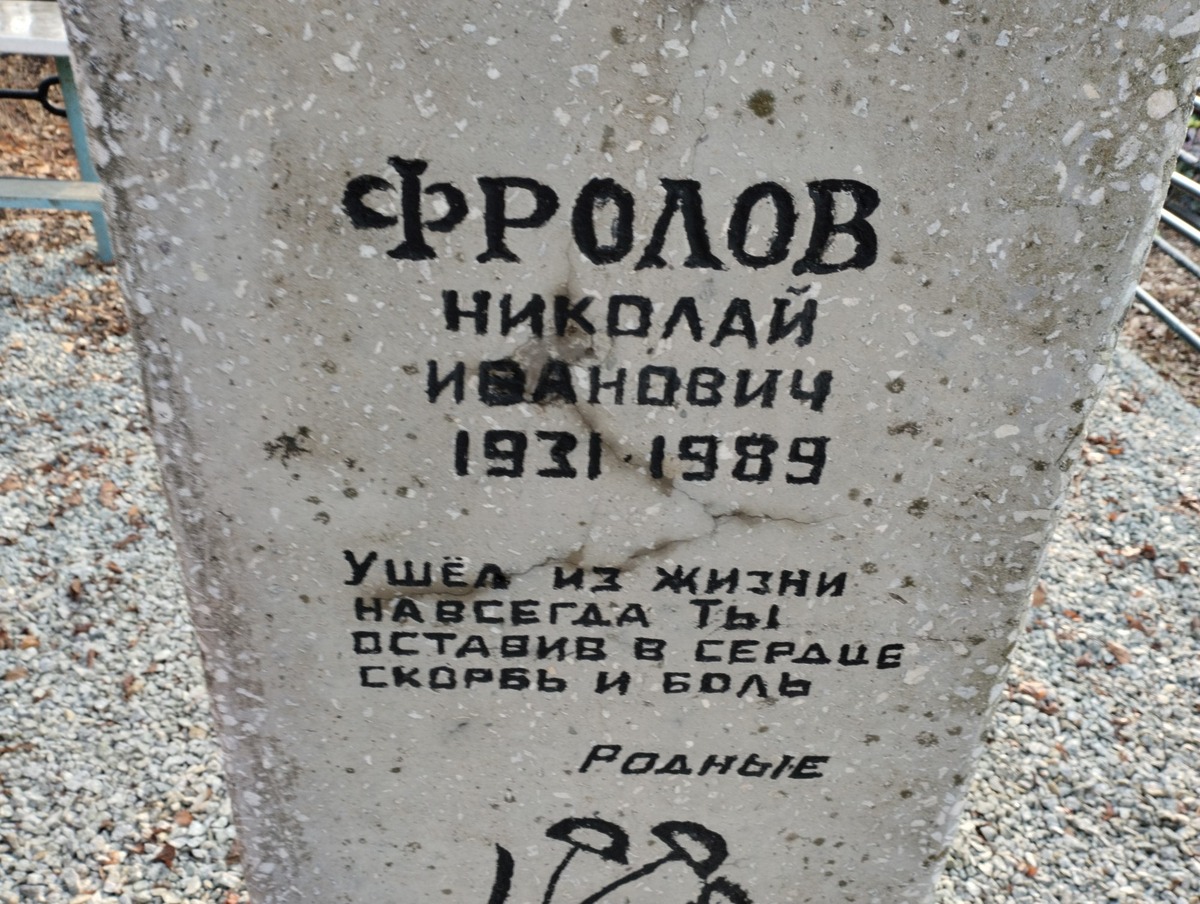 ФРОЛОВ
НИКОЛАЙ
ИВАНОВИЧ
1931 · 1989
УШЁЛ ИЗ ЖИЗНИ
НАВСЕГДА ТЫ
ОСТАВИВ В СЕРДЦЕ
СКОРБЬ И БОЛЬ
РОДНЫЕ